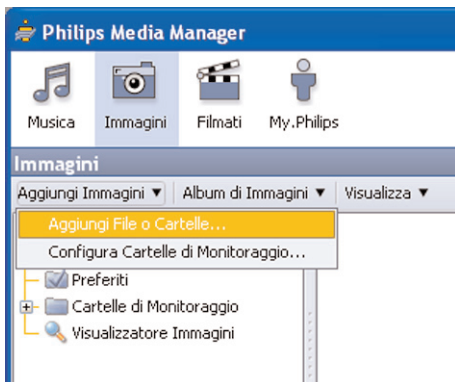 Philips Media Manager
Musica Immagini Filmati My.Philips
Immagini
Aggiungi Immagini Album di Immagini Visualizza
Aggiungi File o Cartelle...
Configura Cartelle di Monitoraggio...
Preferiti
Cartelle di Monitoraggio
Visualizzatore Immagini